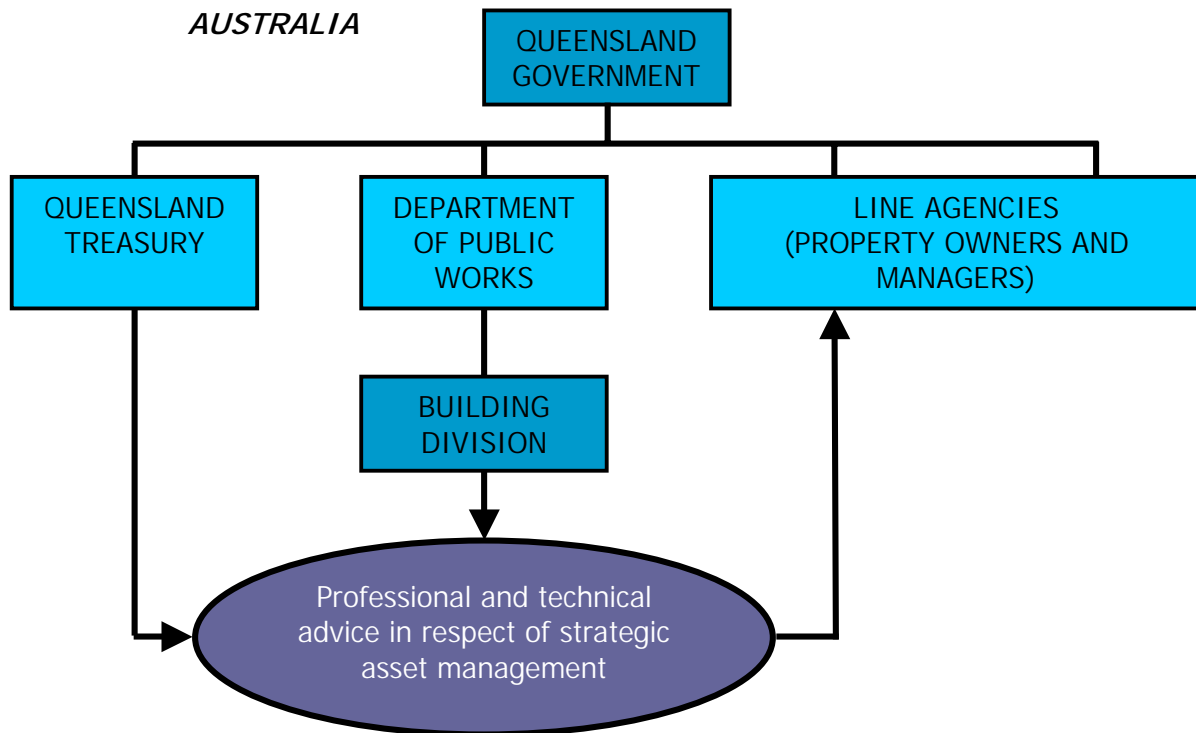 AUSTRALIA
QUEENSLAND
GOVERNMENT
QUEENSLAND
TREASURY
DEPARTMENT
OF PUBLIC
WORKS
LINE AGENCIES
(PROPERTY OWNERS AND
MANAGERS)
BUILDING
DIVISION
Professional and technical
advice in respect of strategic
asset management